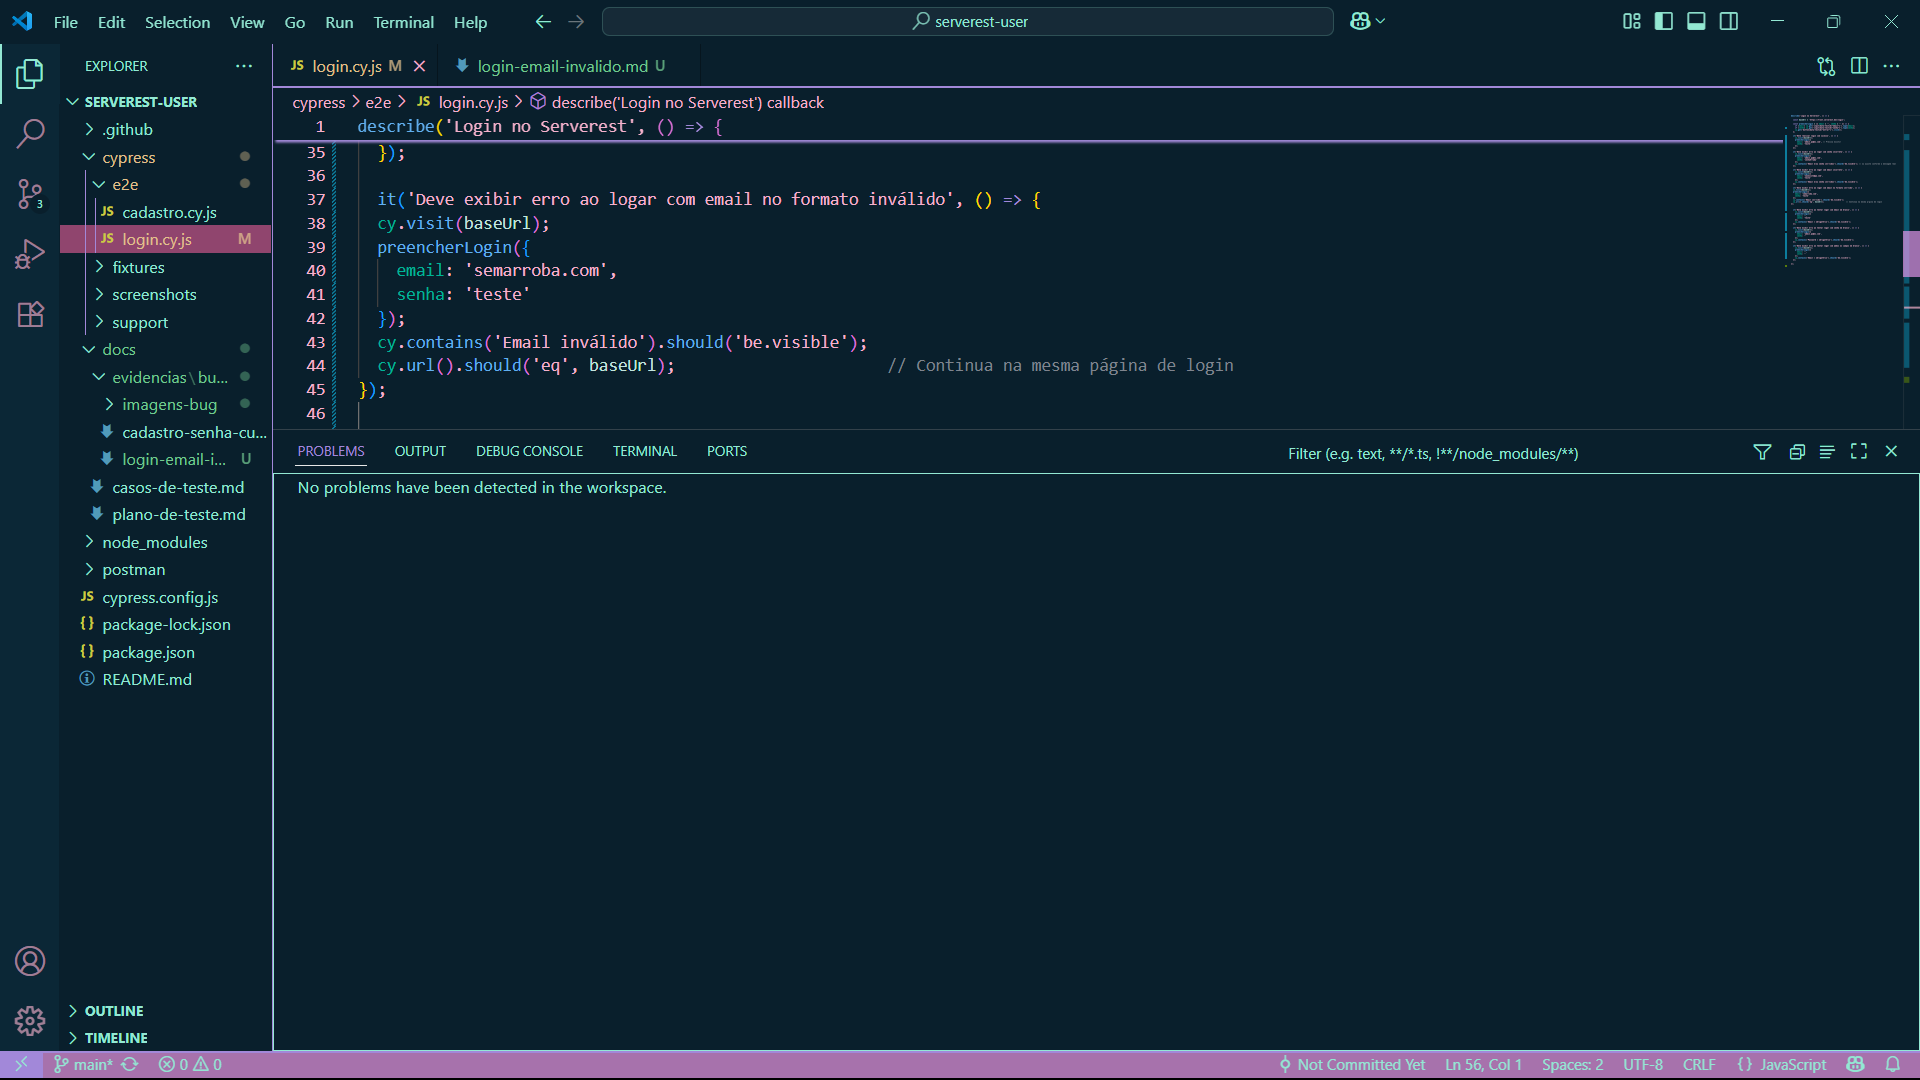 File Edit Selection View Go Run Terminal Help
serverest-user
EXPLORER
SERVEREST-USER
.github
cypress
e2e
JS cadastro.cy.js
JS login.cy.js M
fixtures
screenshots
support
docs
evidencias\bu...
imagens-bug
cadastro-senha-cu...
login-email-i... U
casos-de-teste.md
plano-de-teste.md
node_modules
postman
JS cypress.config.js
{} package-lock.json
{} package.json
README.md
OUTLINE
TIMELINE
3
JS login.cy.js M
login-email-invalido.md U
cypress > e2e > JS login.cy.js > describe('Login no Serverest') callback
1 describe('Login no Serverest', () => {
35 });
36
37 it('Deve exibir erro ao logar com email no formato inválido', () => {
38 cy.visit(baseUrl);
39 preencherLogin({
40 email: 'semarroba.com',
41 senha: 'teste'
42 });
43 cy.contains('Email inválido').should('be.visible');
44 cy.url().should('eq', baseUrl); // Continua na mesma página de login
45 });
46
PROBLEMS OUTPUT DEBUG CONSOLE TERMINAL PORTS
Filter (e.g. text, **/*.ts, !**/node_modules/**)
No problems have been detected in the workspace.
main* 0 0
Not Committed Yet Ln 56, Col 1 Spaces: 2 UTF-8 CRLF {} JavaScript